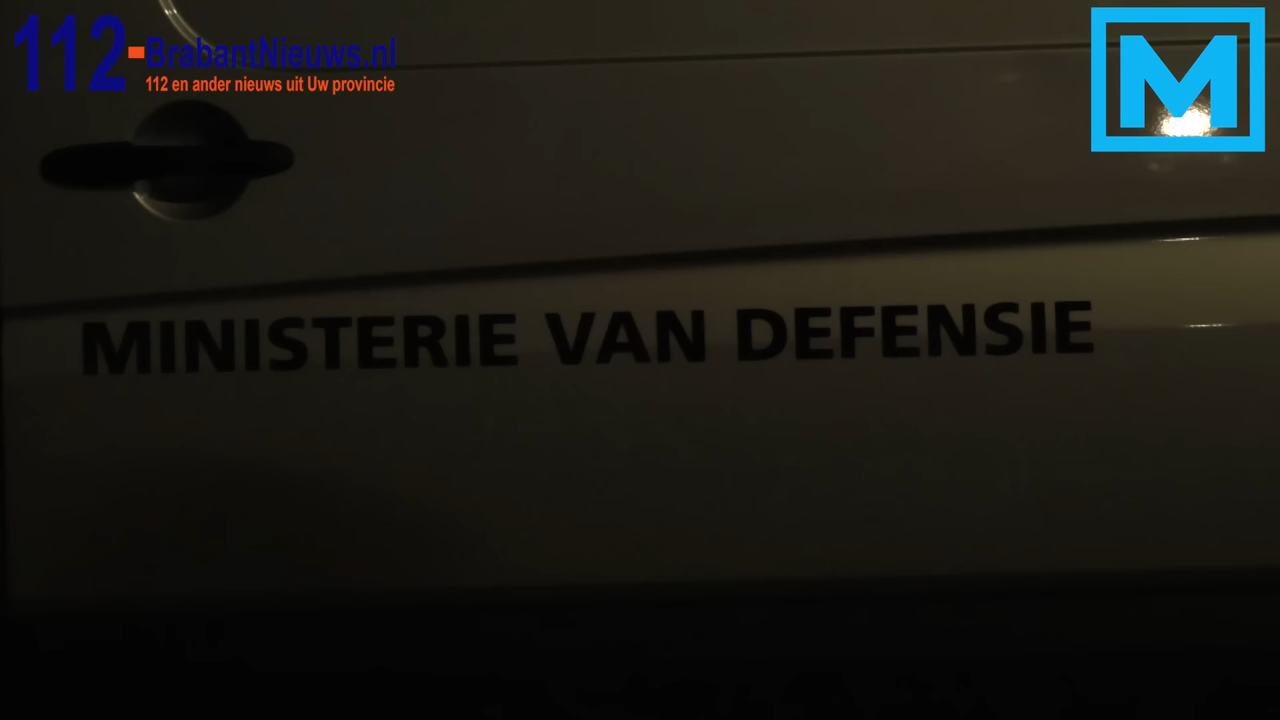 112-BrabantNieuws.nl
112 en ander nieuws uit Uw provincie
M
MINISTERIE VAN DEFENSIE